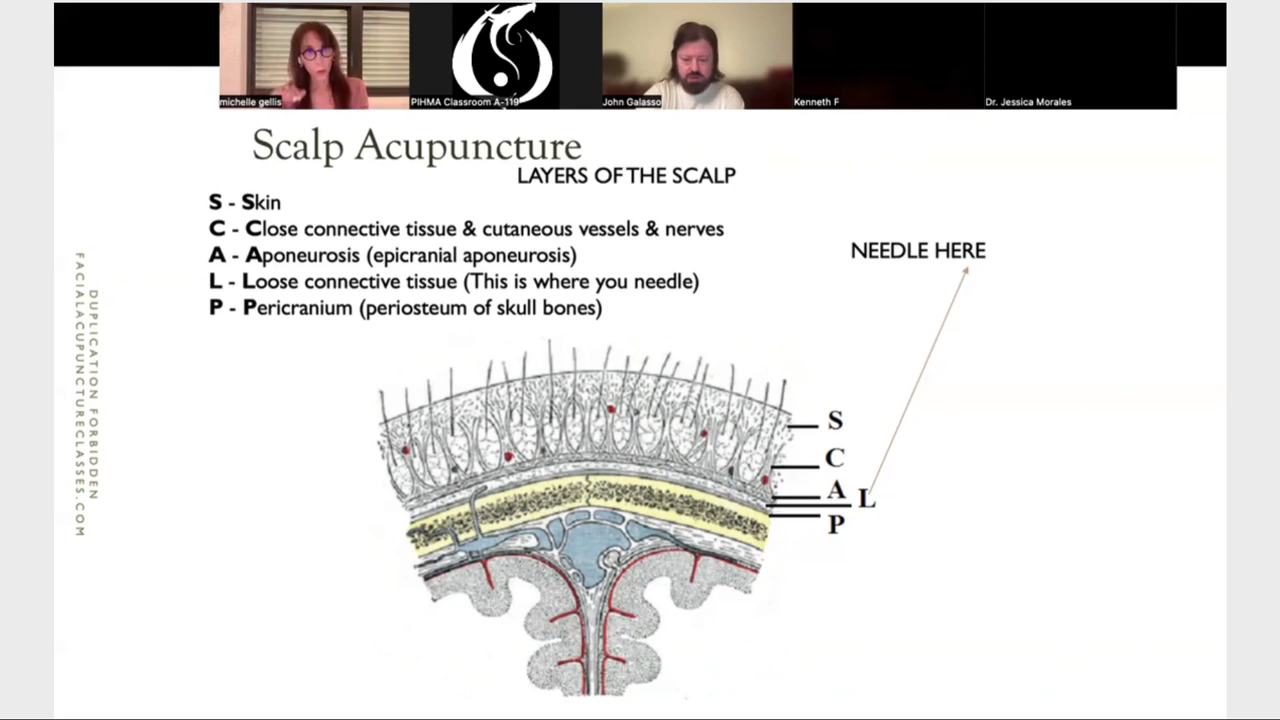 michelle gellis
PIHMA Classroom A-119
John Galasso
Kenneth F
Dr. Jessica Morales
Scalp Acupuncture
LAYERS OF THE SCALP
S - Skin
C - Close connective tissue & cutaneous vessels & nerves
A - Aponeurosis (epicranial aponeurosis)
L - Loose connective tissue (This is where you needle)
P - Pericranium (periosteum of skull bones)
NEEDLE HERE
DUPLICATION FORBIDDEN
FACIALACUPUNCTURECLASSES.COM
S
C
A
L
P